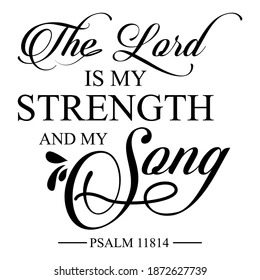 The Lord
IS MY
STRENGTH
AND MY
Song
PSALM 11814
shutterstock.com · 1872627739